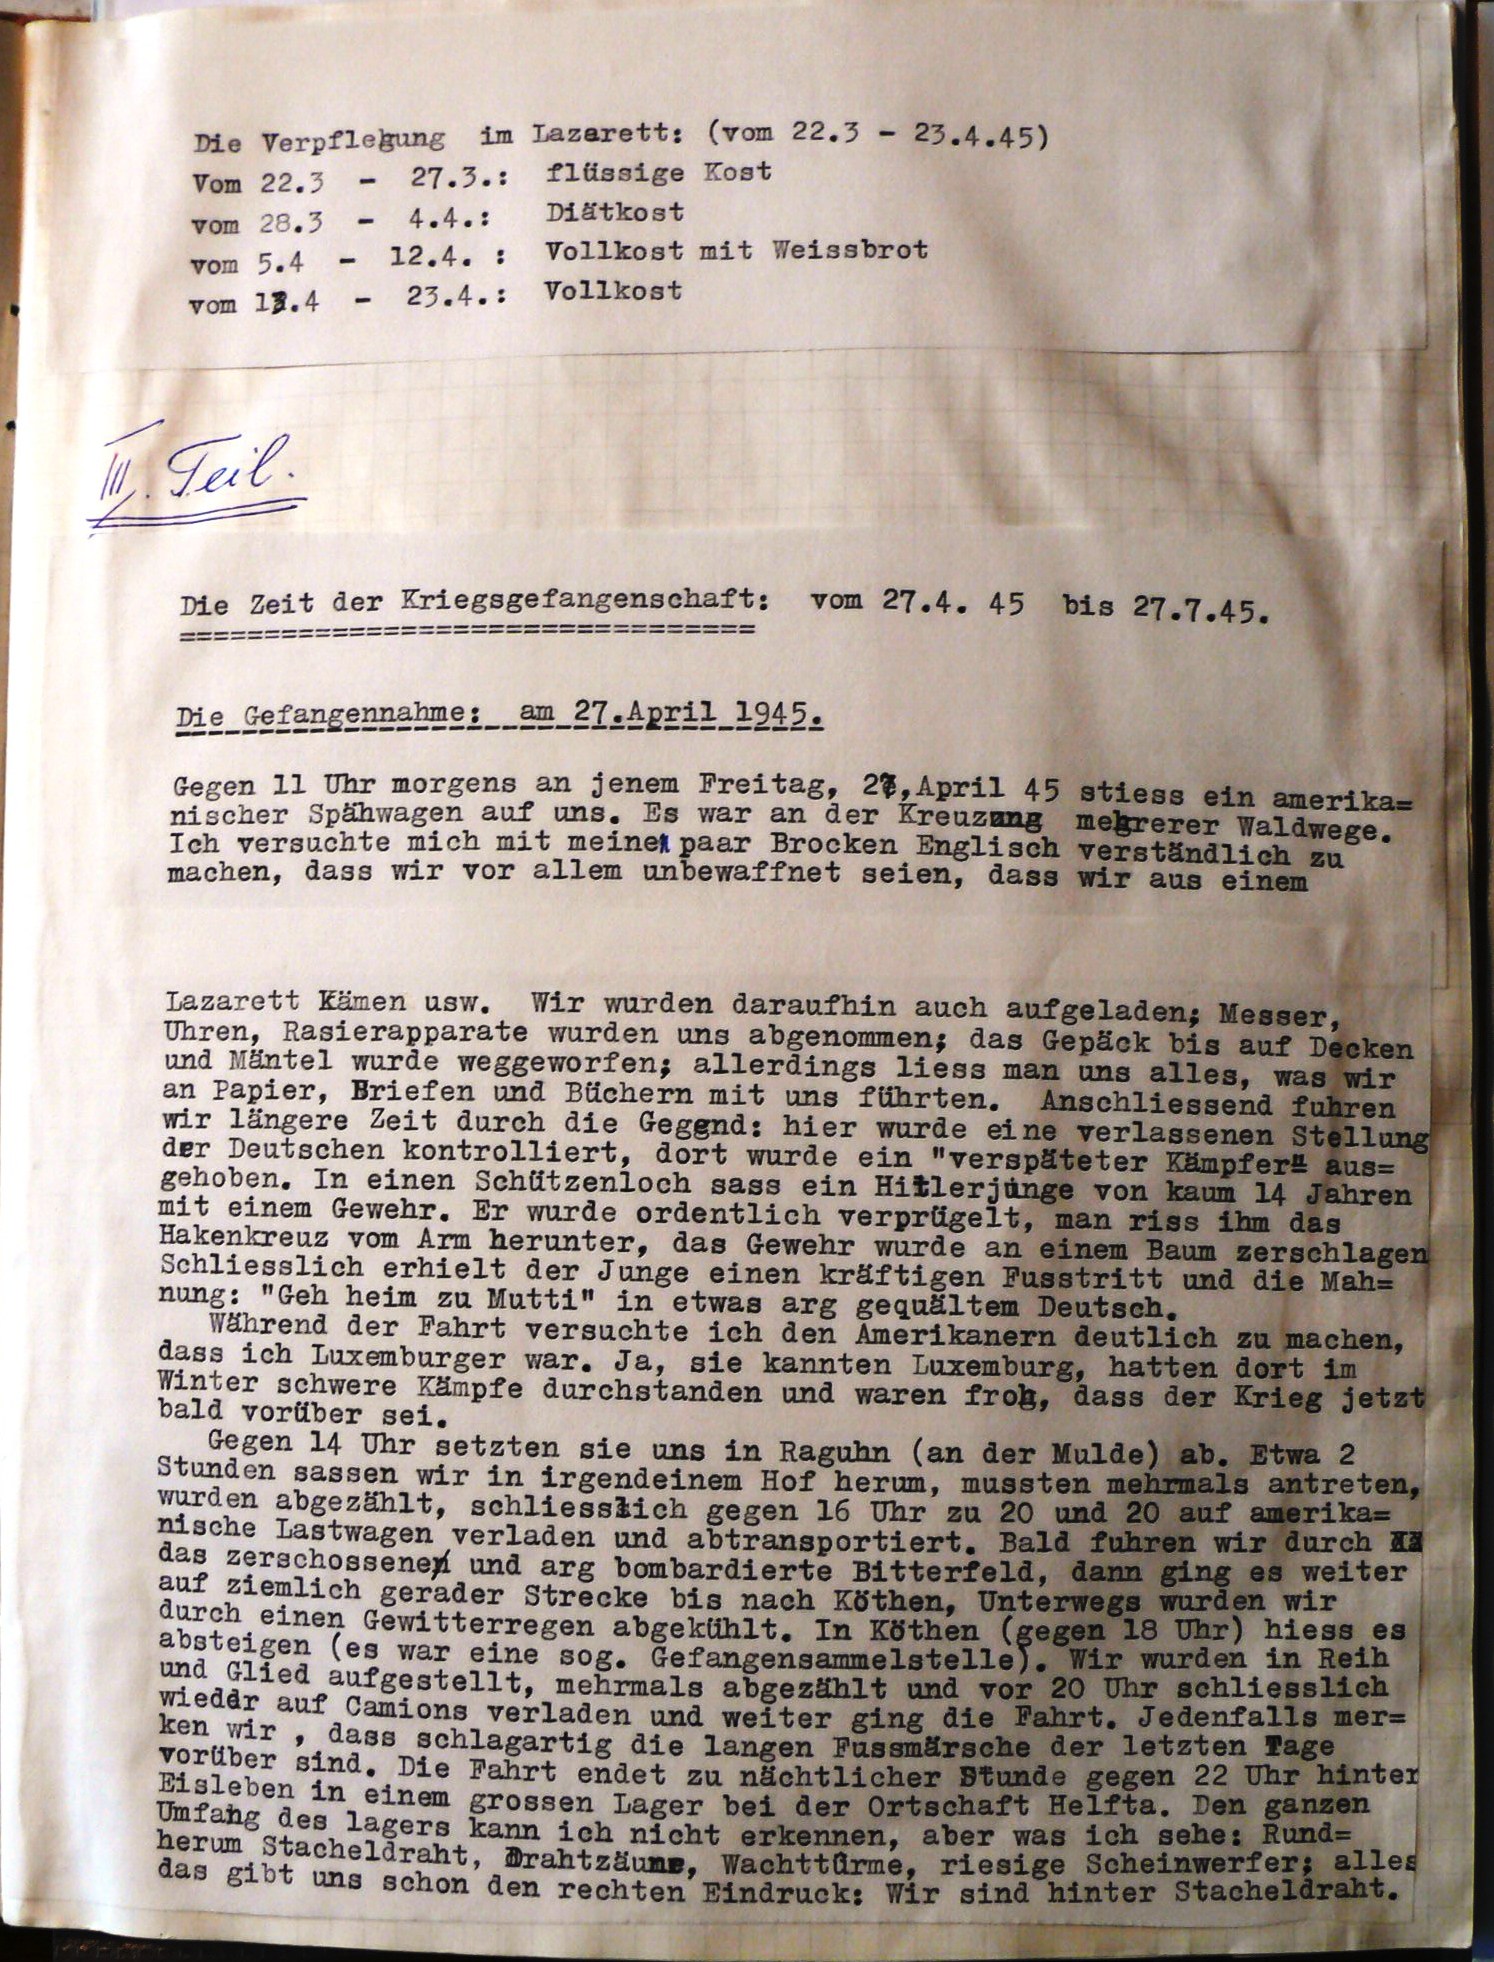 Die Verpflegung im Lazarett: (vom 22.3 - 23.4.45)
Vom 22.3 - 27.3.: flüssige Kost
vom 28.3 - 4.4.: Diätkost
vom 5.4 - 12.4. : Vollkost mit Weissbrot
vom 13.4 - 23.4.: Vollkost
III. Teil.
Die Zeit der Kriegsgefangenschaft: vom 27.4. 45 bis 27.7.45.
=================================
Die Gefangennahme: am 27.April 1945.
Gegen 11 Uhr morgens an jenem Freitag, 27,April 45 stiess ein amerika=
nischer Spähwagen auf uns. Es war an der Kreuzung mehrerer Waldwege.
Ich versuchte mich mit meinen paar Brocken Englisch verständlich zu
machen, dass wir vor allem unbewaffnet seien, dass wir aus einem
Lazarett Kämen usw. Wir wurden daraufhin auch aufgeladen; Messer,
Uhren, Rasierapparate wurden uns abgenommen; das Gepäck bis auf Decken
und Mäntel wurde weggeworfen; allerdings liess man uns alles, was wir
an Papier, Briefen und Büchern mit uns führten. Anschliessend fuhren
wir längere Zeit durch die Gegend: hier wurde eine verlassenen Stellung
der Deutschen kontrolliert, dort wurde ein "verspäteter Kämpfer" aus=
gehoben. In einen Schützenloch sass ein Hitlerjunge von kaum 14 Jahren
mit einem Gewehr. Er wurde ordentlich verprügelt, man riss ihm das
Hakenkreuz vom Arm herunter, das Gewehr wurde an einem Baum zerschlagen
Schliesslich erhielt der Junge einen kräftigen Fusstritt und die Mah=
nung: "Geh heim zu Mutti" in etwas arg gequältem Deutsch.
Während der Fahrt versuchte ich den Amerikanern deutlich zu machen,
dass ich Luxemburger war. Ja, sie kannten Luxemburg, hatten dort im
Winter schwere Kämpfe durchstanden und waren froh, dass der Krieg jetzt
bald vorüber sei.
Gegen 14 Uhr setzten sie uns in Raguhn (an der Mulde) ab. Etwa 2
Stunden sassen wir in irgendeinem Hof herum, mussten mehrmals antreten,
wurden abgezählt, schliesslich gegen 16 Uhr zu 20 und 20 auf amerika=
nische Lastwagen verladen und abtransportiert. Bald fuhren wir durch
das zerschossene und arg bombardierte Bitterfeld, dann ging es weiter
auf ziemlich gerader Strecke bis nach Köthen, Unterwegs wurden wir
durch einen Gewitterregen abgekühlt. In Köthen (gegen 18 Uhr) hiess es
absteigen (es war eine sog. Gefangensammelstelle). Wir wurden in Reih
und Glied aufgestellt, mehrmals abgezählt und vor 20 Uhr schliesslich
wieder auf Camions verladen und weiter ging die Fahrt. Jedenfalls mer=
ken wir , dass schlagartig die langen Fussmärsche der letzten Tage
vorüber sind. Die Fahrt endet zu nächtlicher Stunde gegen 22 Uhr hinter
Eisleben in einem grossen Lager bei der Ortschaft Helfta. Den ganzen
Umfang des lagers kann ich nicht erkennen, aber was ich sehe: Rund=
herum Stacheldraht, Drahtzäune, Wachttürme, riesige Scheinwerfer; alles
das gibt uns schon den rechten Eindruck: Wir sind hinter Stacheldraht.